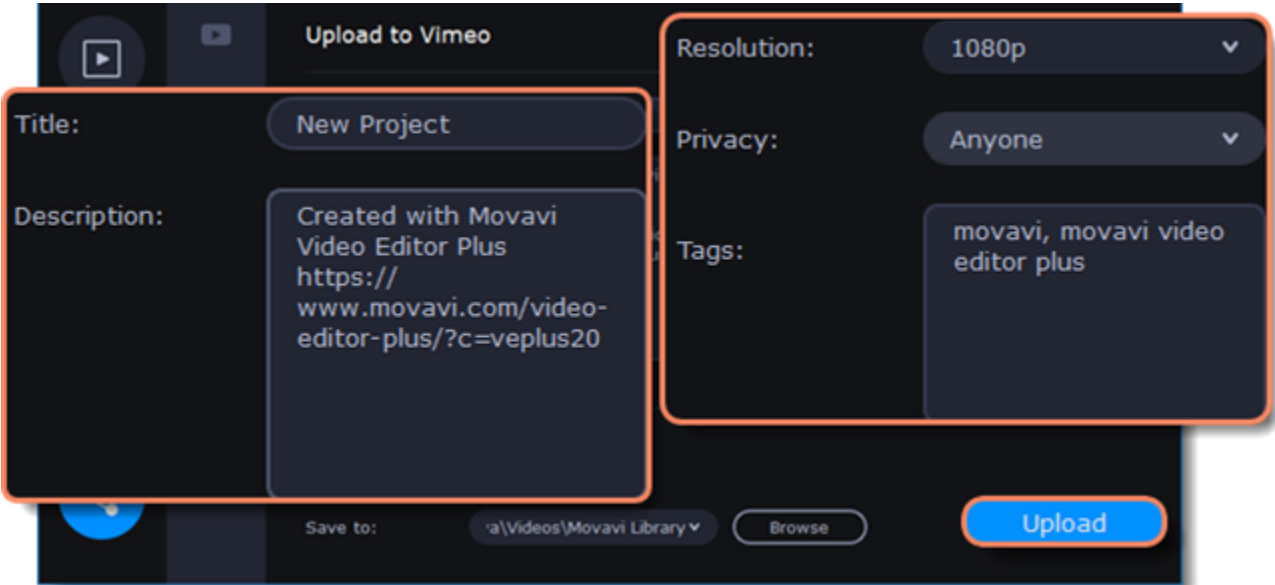 Upload to Vimeo
Title:
New Project
Description:
Created with Movavi
Video Editor Plus
https://
www.movavi.com/video-
editor-plus/?c=veplus20
Resolution:
1080p
Privacy:
Anyone
Tags:
movavi, movavi video
editor plus
Save to:
a\Videos\Movavi Library
Browse
Upload